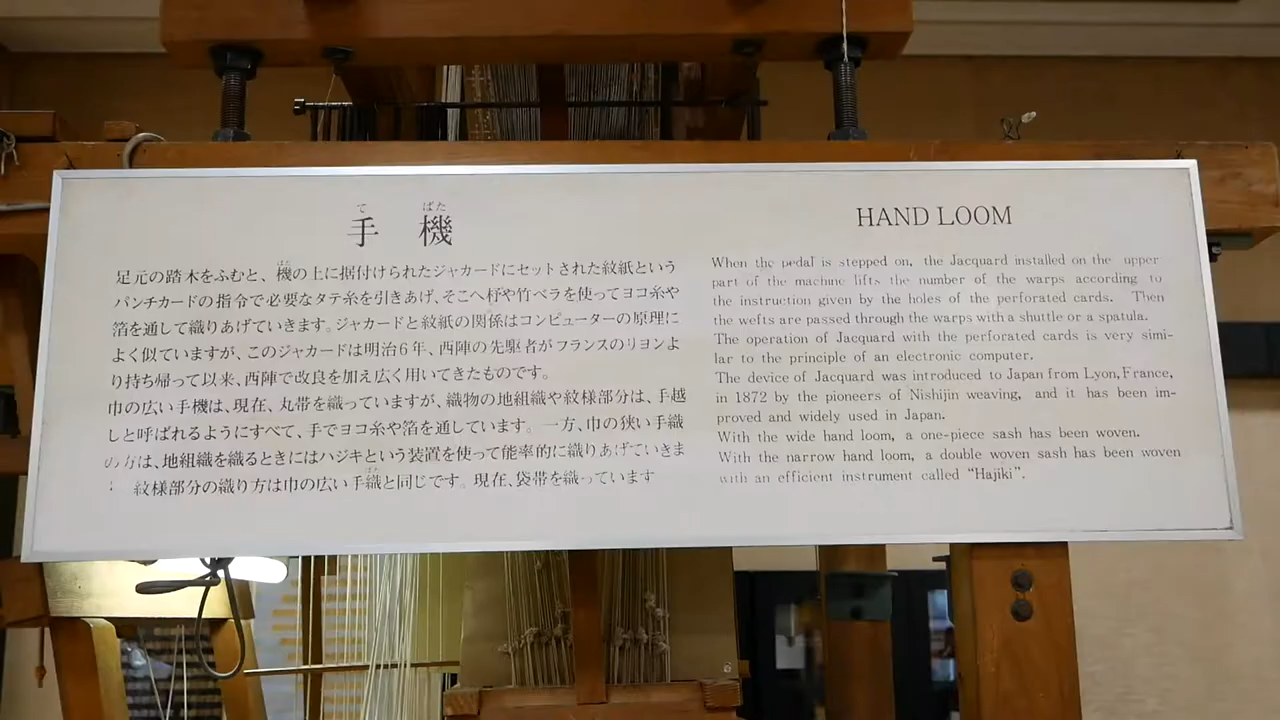 て ばた
手 機
足元の踏木をふむと、機の上に据付けられたジャカードにセットされた紋紙という
パンチカードの指令で必要なタテ糸を引きあげ、そこへ杼や竹ベラを使ってヨコ糸や
箔を通して織りあげていきます。ジャカードと紋紙の関係はコンピューターの原理に
よく似ていますが、このジャカードは明治6年、西陣の先駆者がフランスのリヨンよ
り持ち帰って以来、西陣で改良を加え広く用いてきたものです。
巾の広い手機は、現在、丸帯を織っていますが、織物の地組織や紋様部分は、手越
しと呼ばれるようにすべて、手でヨコ糸や箔を通しています。一方、巾の狭い手織
の方は、地組織を織るときにはハジキという装置を使って能率的に織りあげていきま
紋様部分の織り方は巾の広い手織と同じです。現在、袋帯を織っています
HAND LOOM
When the pedal is stepped on, the Jacquard installed on the upper
part of the machine lifts the number of the warps according to
the instruction given by the holes of the perforated cards. Then
the wefts are passed through the warps with a shuttle or a spatula.
The operation of Jacquard with the perforated cards is very simi-
lar to the principle of an electronic computer.
The device of Jacquard was introduced to Japan from Lyon, France,
in 1872 by the pioneers of Nishijin weaving, and it has been im-
proved and widely used in Japan.
With the wide hand loom, a one-piece sash has been woven.
With the narrow hand loom, a double woven sash has been woven
with an efficient instrument called "Hajiki".